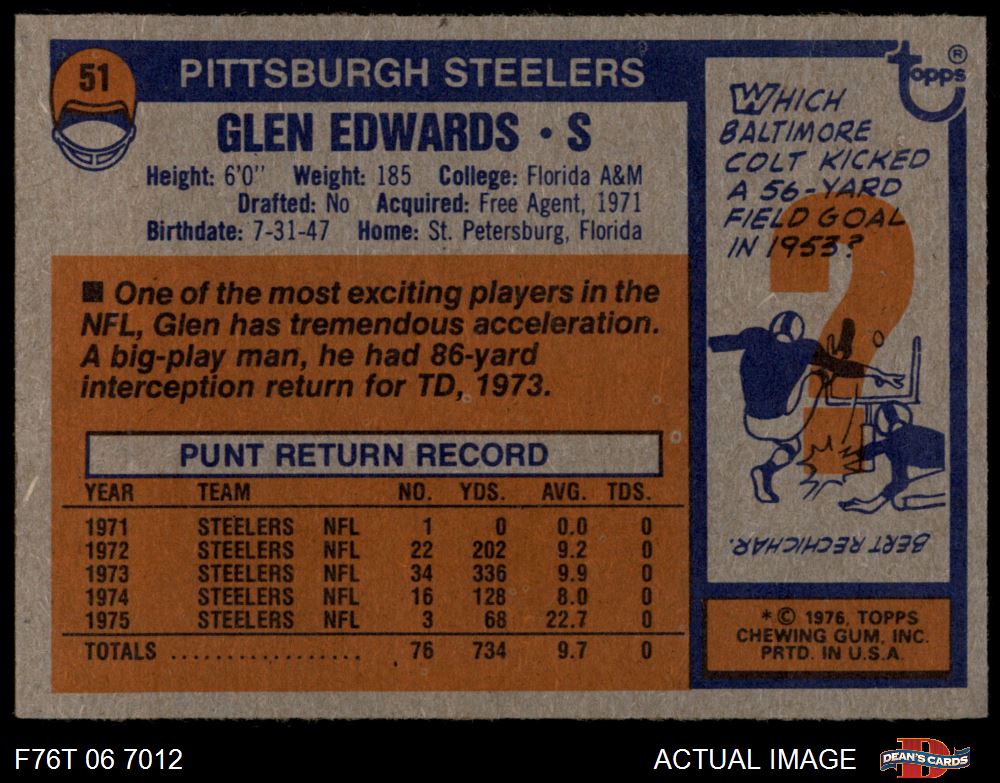 51
PITTSBURGH STEELERS
GLEN EDWARDS • S
Height: 6'0" Weight: 185 College: Florida A&M
Drafted: No Acquired: Free Agent, 1971
Birthdate: 7-31-47 Home: St. Petersburg, Florida
■ One of the most exciting players in the
NFL, Glen has tremendous acceleration.
A big-play man, he had 86-yard
interception return for TD, 1973.
PUNT RETURN RECORD
YEAR TEAM NO. YDS. AVG. TDS.
1971 STEELERS NFL 1 0 0.0 0
1972 STEELERS NFL 22 202 9.2 0
1973 STEELERS NFL 34 336 9.9 0
1974 STEELERS NFL 16 128 8.0 0
1975 STEELERS NFL 3 68 22.7 0
TOTALS .................. 76 734 9.7 0
topps ®
WHICH
BALTIMORE
COLT KICKED
A 56-YARD
FIELD GOAL
IN 1953?
?
BERT RECHICHAR.
*© 1976, TOPPS
CHEWING GUM, INC.
PRTD. IN U.S.A.
F76T 06 7012
ACTUAL IMAGE
DEAN'S CARDS